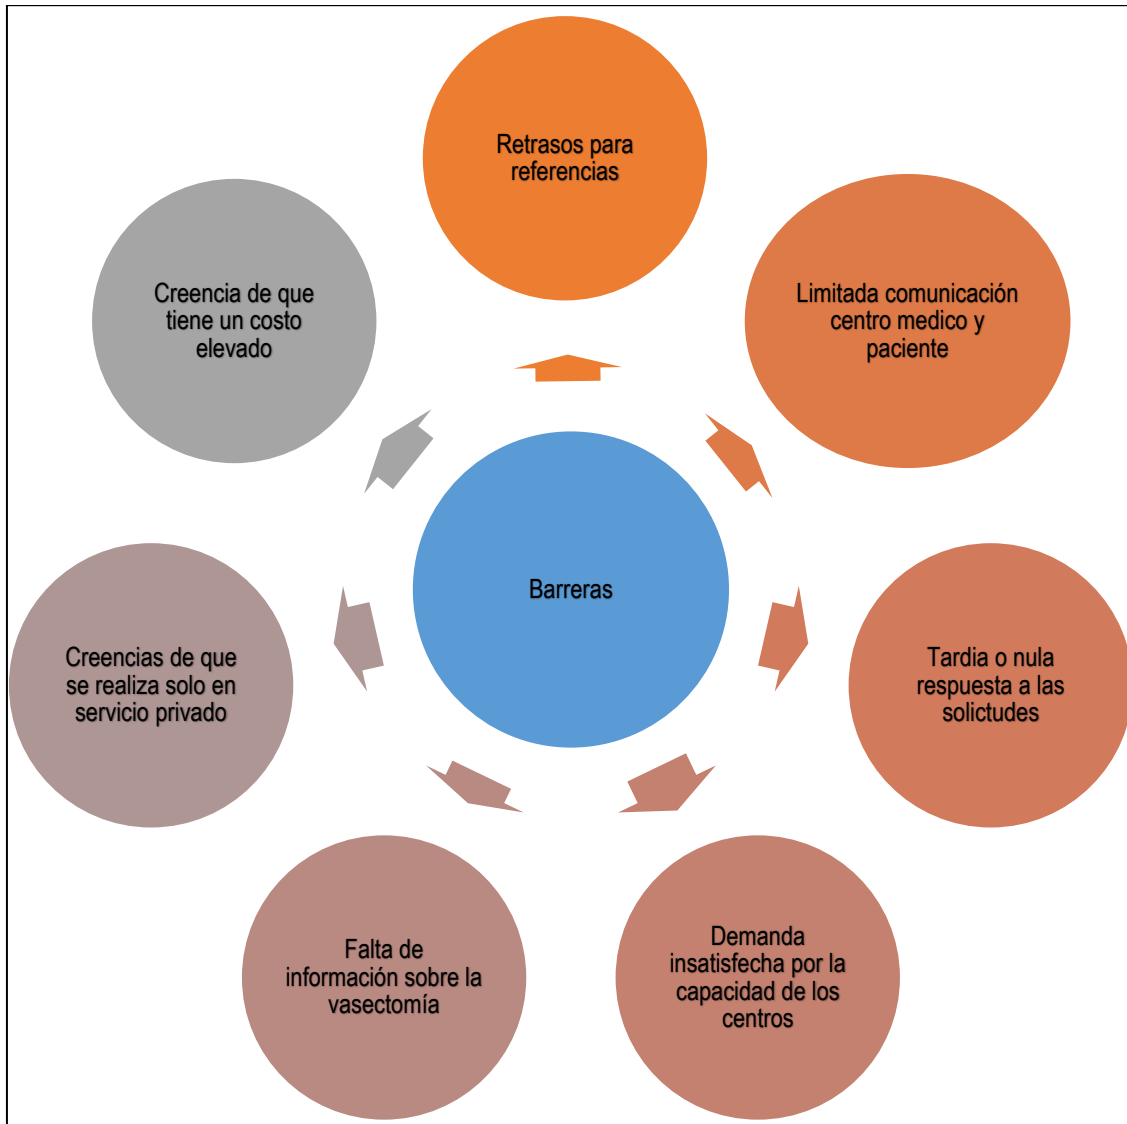 Retrasos para
referencias
Limitada comunicación
centro medico y
paciente
Tardia o nula
respuesta a las
solictudes
Demanda
insatisfecha por la
capacidad de los
centros
Falta de
información sobre la
vasectomía
Creencias de que
se realiza solo en
servicio privado
Creencia de que
tiene un costo
elevado
Barreras